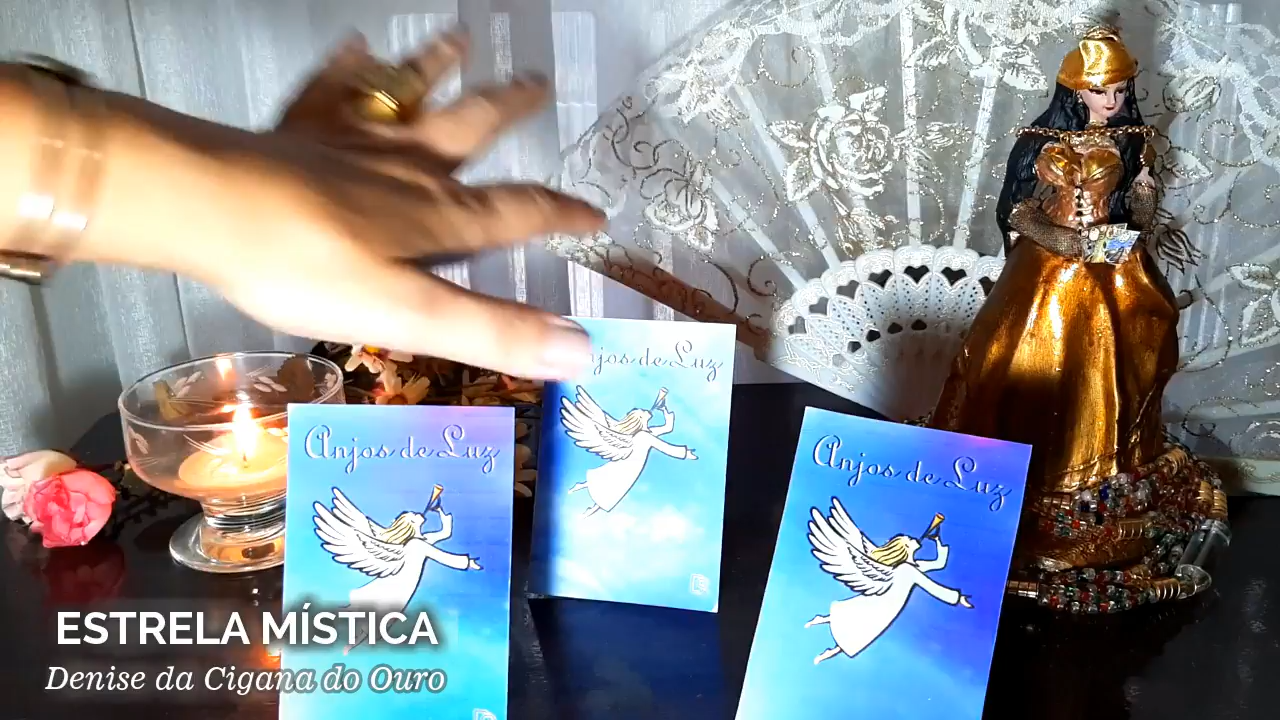 Anjos de Luz
Anjos de Luz
Anjos de Luz
ESTRELA MÍSTICA
Denise da Cigana do Ouro